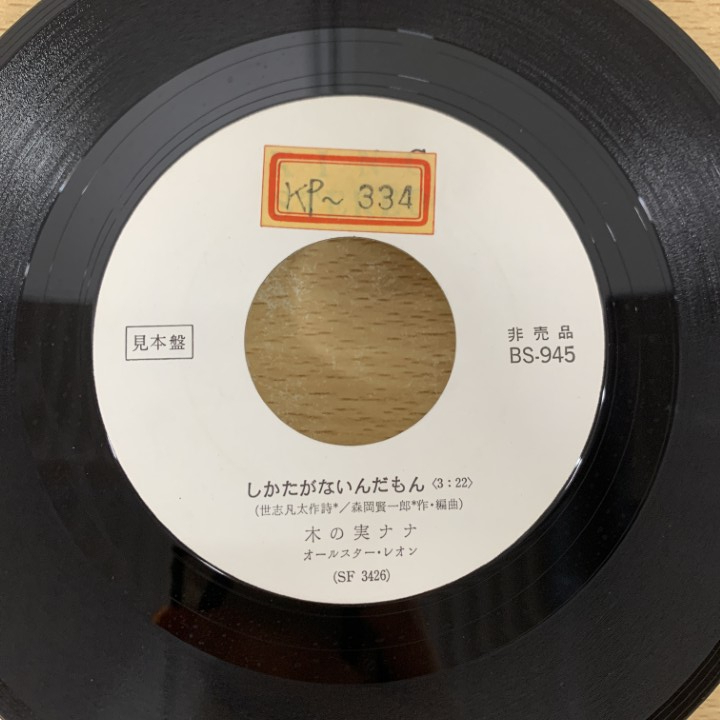 KP~ 334
見本盤
非売品
BS-945
しかたがないんだもん〈3:22〉
(世志凡太作詩*/森岡賢一郎*作・編曲)
木の実ナナ
オールスター・レオン
(SF 3426)